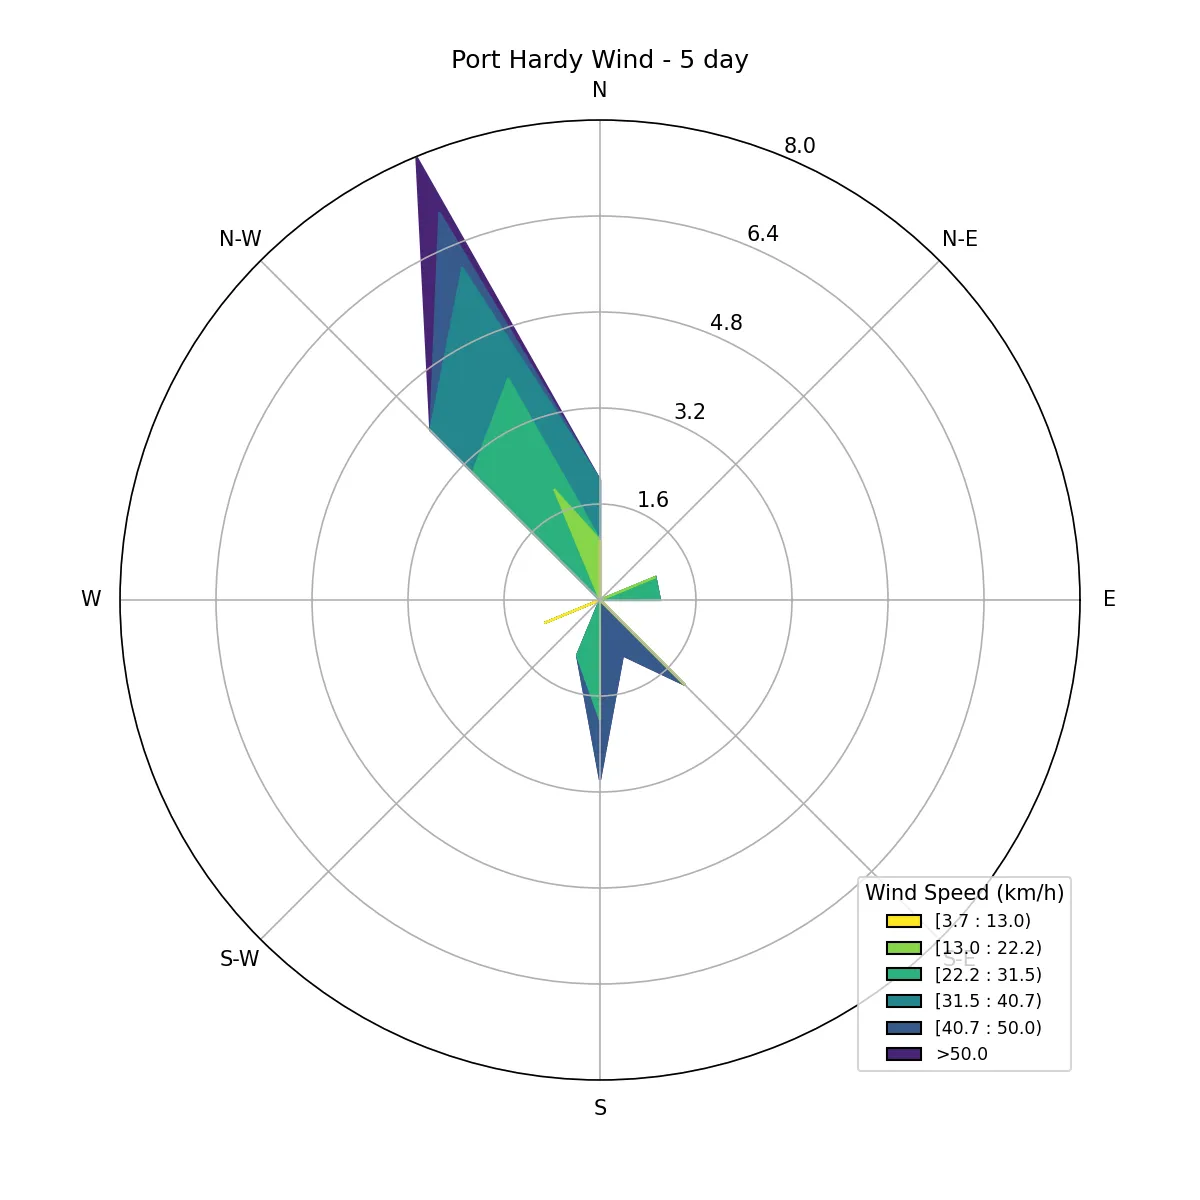 Port Hardy Wind - 5 day
N
8.0
N-W
6.4
N-E
4.8
3.2
1.6
W
E
Wind Speed (km/h)
[3.7 : 13.0)
[13.0 : 22.2)
S-W
S-E
[22.2 : 31.5)
[31.5 : 40.7)
[40.7 : 50.0)
>50.0
S